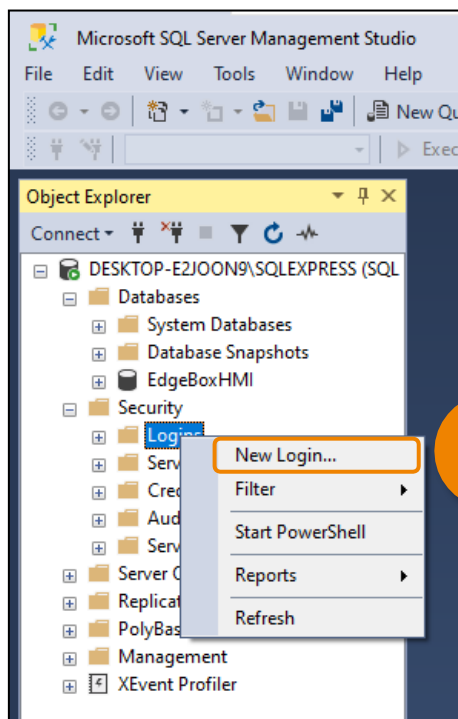 Microsoft SQL Server Management Studio
File Edit View Tools Window Help
New Qu
Exec
Object Explorer
Connect
DESKTOP-E2JOON9\SQLEXPRESS (SQL
Databases
System Databases
Database Snapshots
EdgeBoxHMI
Security
Logins
New Login...
Serv
Filter
Cred
Start PowerShell
Aud
Serv
Reports
Server O
Replicat
Refresh
PolyBas
Management
XEvent Profiler